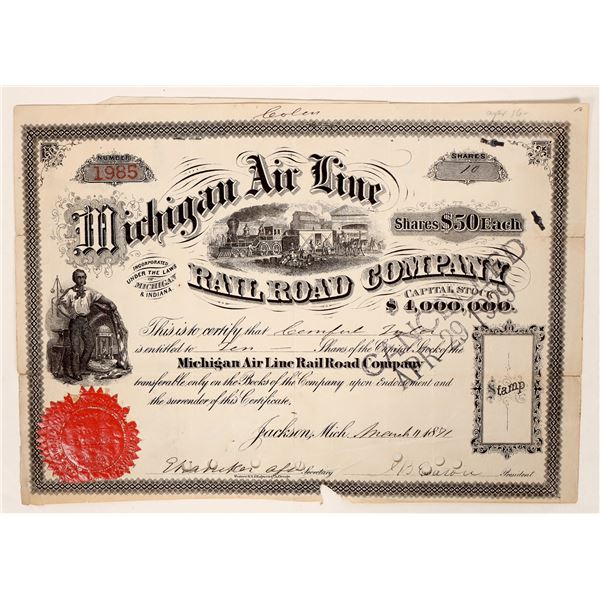 Colen
NUMBER
1985
SHARES
10
Michigan Air Line
Shares $50 Each
INCORPORATED
UNDER THE LAWS
OF
MICHIGAN
& INDIANA
RAIL ROAD COMPANY
CAPITAL STOCK
$4,000,000.
This is to certify that
is entitled to Ten Shares of the Capital Stock of the
Michigan Air Line Rail Road Company
transferable only on the Books of the Company upon Endorsement and
the surrender of this Certificate.
Stamp
Jackson, Mich. March 11 1871
Secretary
President